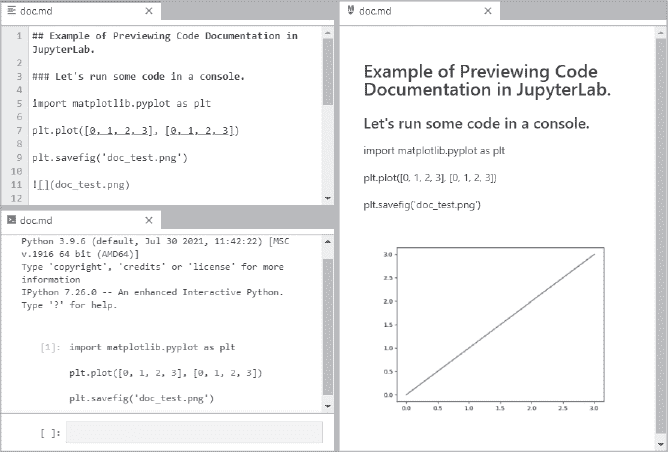 doc.md
1 ## Example of Previewing Code Documentation in
JupyterLab.
2
3 ### Let's run some code in a console.
4
5 import matplotlib.pyplot as plt
6
7 plt.plot([0, 1, 2, 3], [0, 1, 2, 3])
8
9 plt.savefig('doc_test.png')
10
11 ![](doc_test.png)
12
doc.md
Python 3.9.6 (default, Jul 30 2021, 11:42:22) [MSC
v.1916 64 bit (AMD64)]
Type 'copyright', 'credits' or 'license' for more
information
IPython 7.26.0 -- An enhanced Interactive Python.
Type '?' for help.
[1]: import matplotlib.pyplot as plt
plt.plot([0, 1, 2, 3], [0, 1, 2, 3])
plt.savefig('doc_test.png')
[ ]:
doc.md
Example of Previewing Code
Documentation in JupyterLab.
Let's run some code in a console.
import matplotlib.pyplot as plt
plt.plot([0, 1, 2, 3], [0, 1, 2, 3])
plt.savefig('doc_test.png')
3.0
2.5
2.0
1.5
1.0
0.5
0.0
0.0 0.5 1.0 1.5 2.0 2.5 3.0